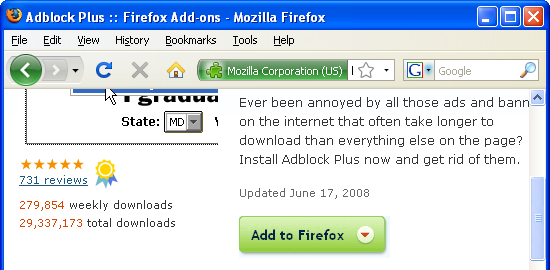 Adblock Plus :: Firefox Add-ons - Mozilla Firefox
File Edit View History Bookmarks Tools Help
Mozilla Corporation (US)
Google
State: MD
731 reviews
279,854 weekly downloads
29,337,173 total downloads
Ever been annoyed by all those ads and bann
on the internet that often take longer to
download than everything else on the page?
Install Adblock Plus now and get rid of them.
Updated June 17, 2008
Add to Firefox